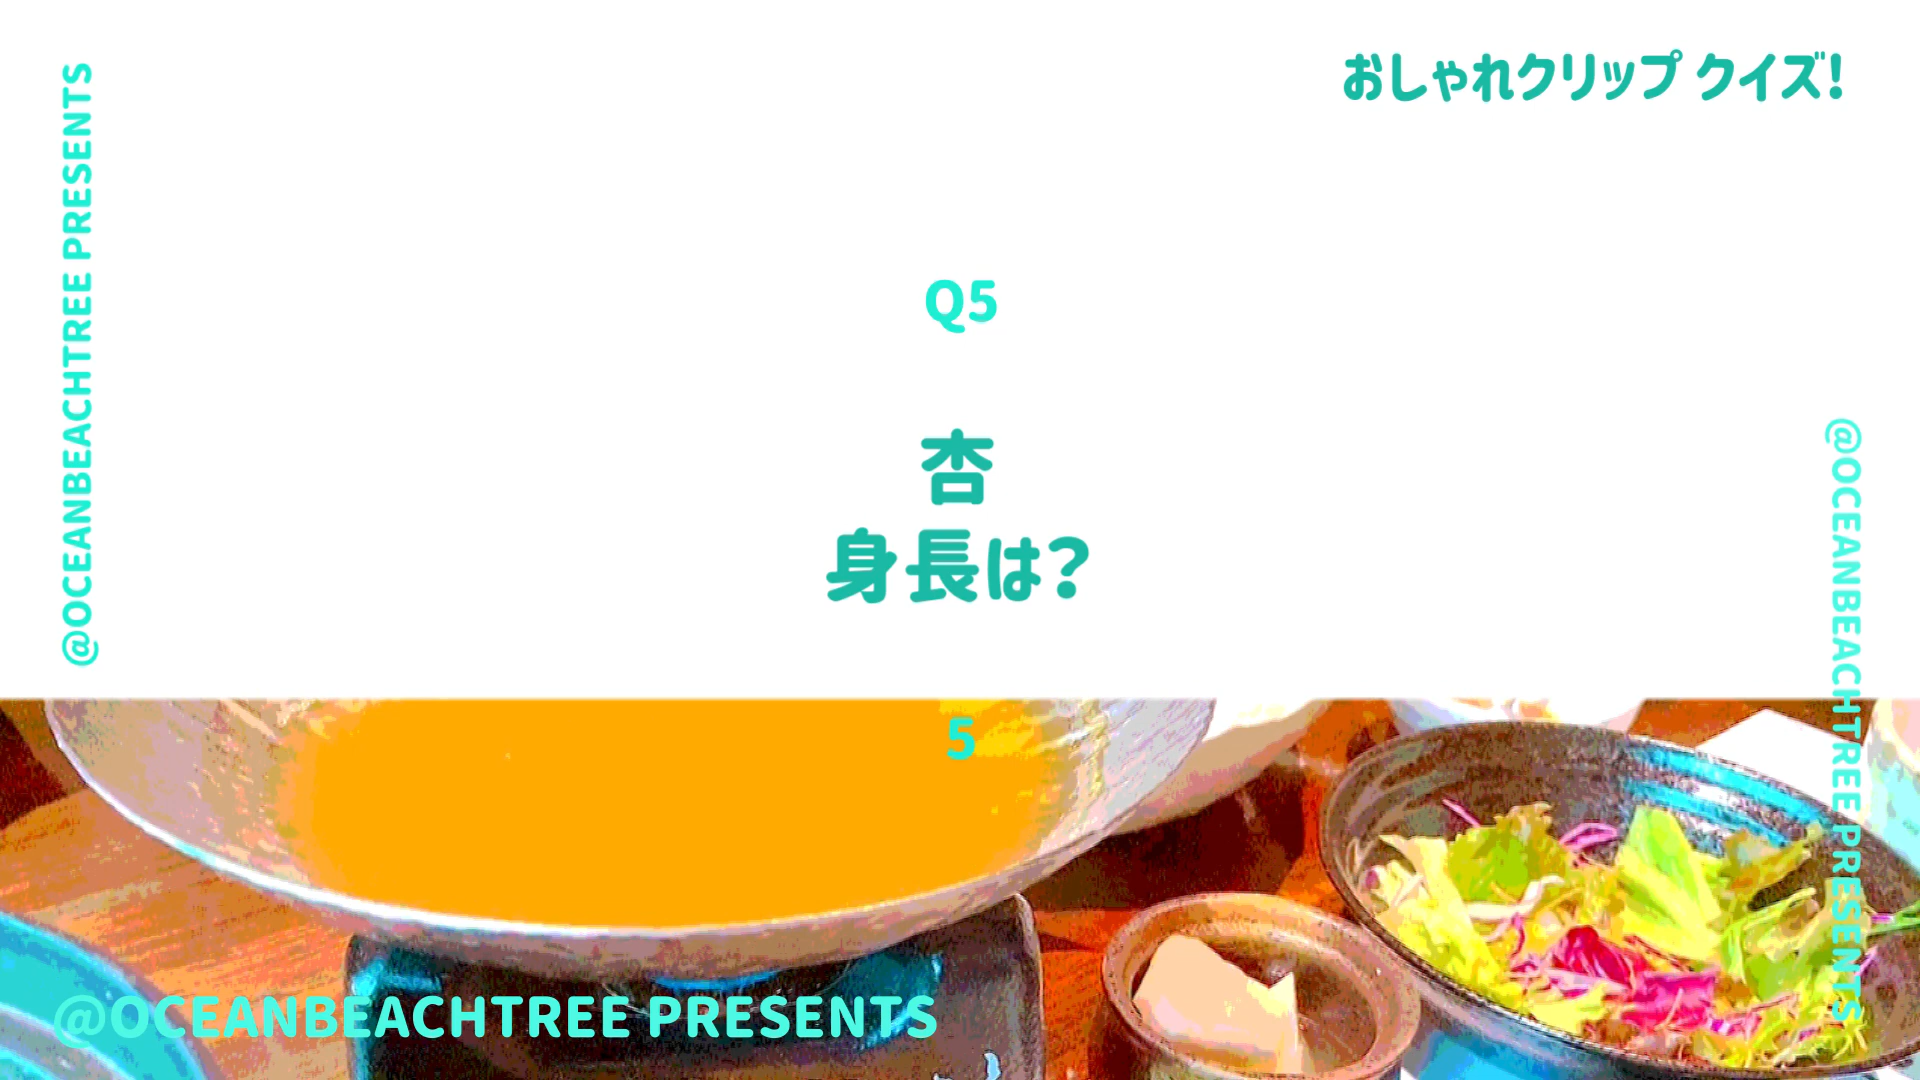 おしゃれクリップ クイズ!
@OCEANBEACHTREE PRESENTS
Q5
杏
身長は?
@OCEANBEACHTREE PRESENTS
5
@OCEANBEACHTREE PRESENTS